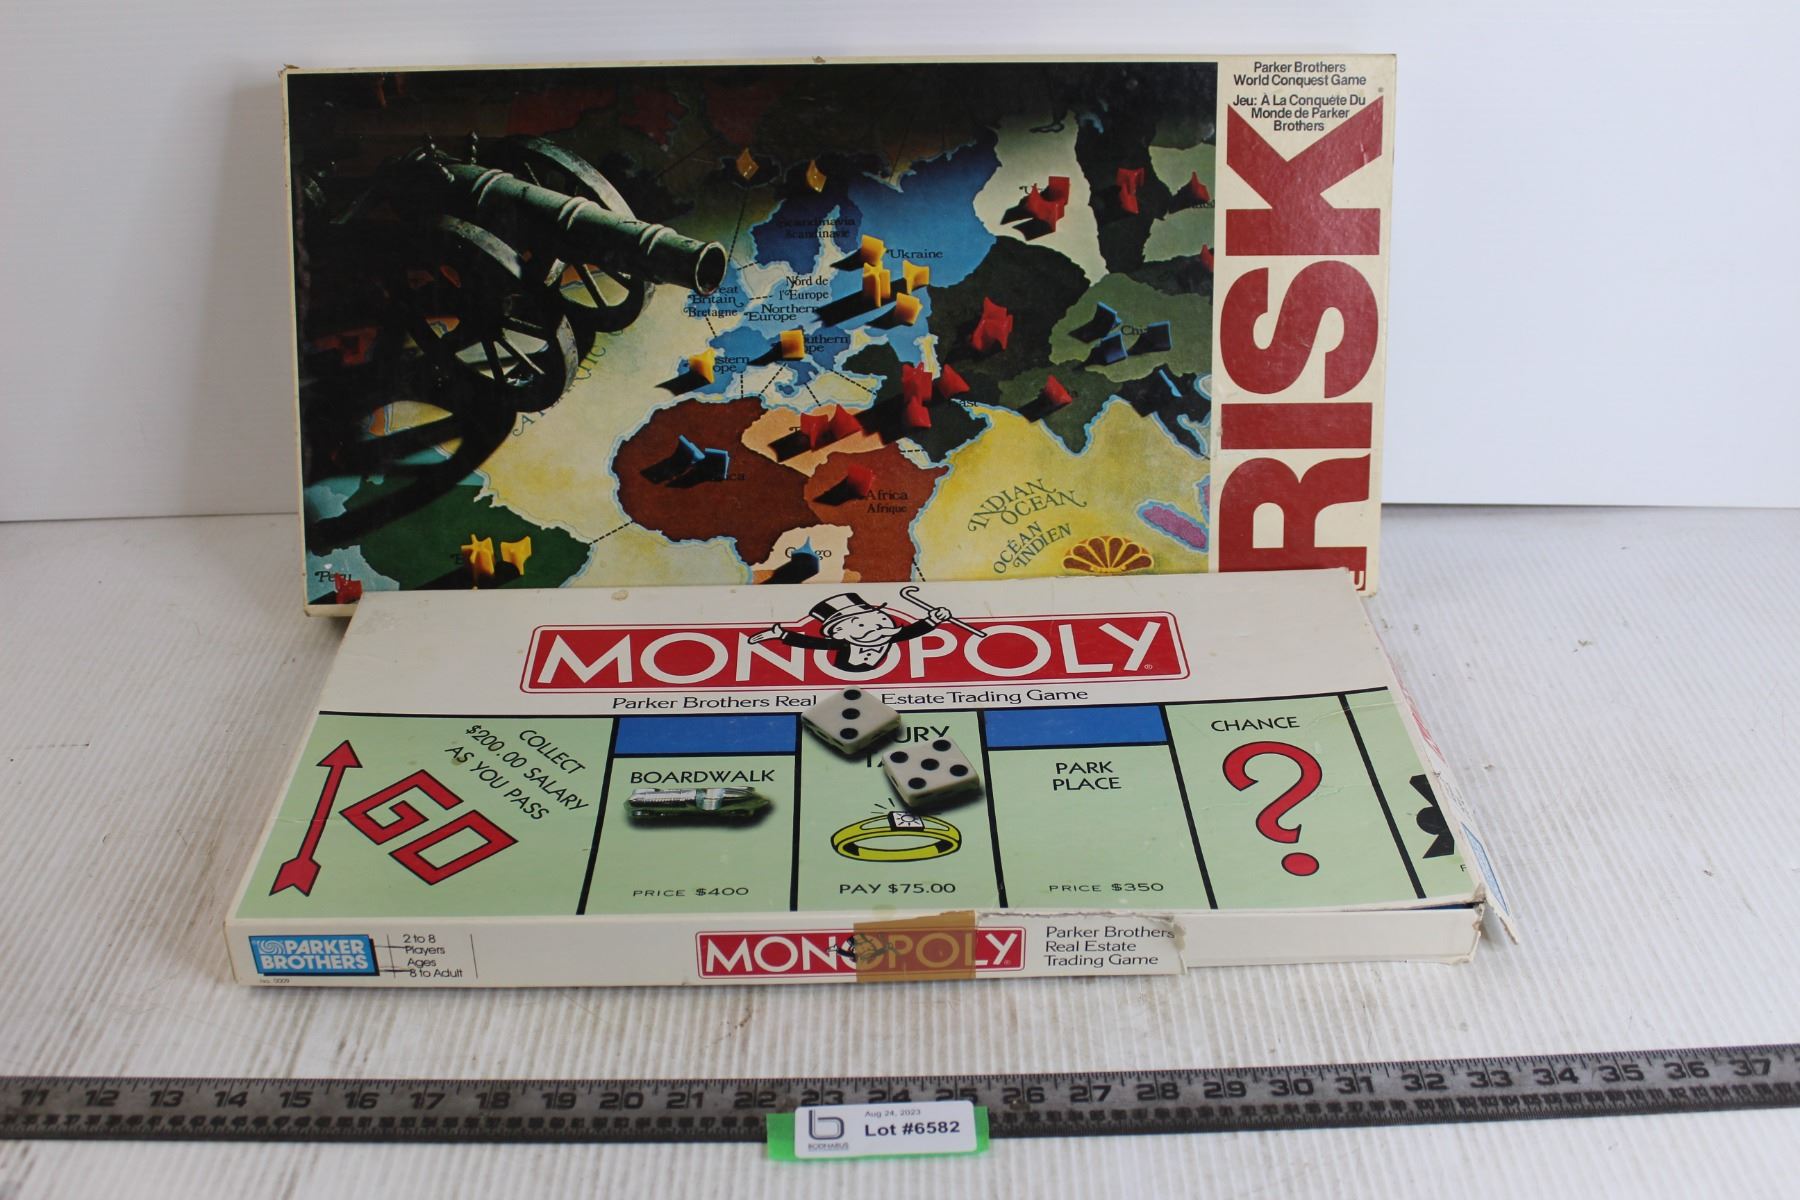 Parker Brothers
World Conquest Game
Jeu: À La Conquête Du
Monde de Parker
Brothers
RISK
Scandinavia
Scandinavie
Ukraine
Great
Britain
Bretagne
Nord de
l'Europe
Northern
Europe
Africa
Afrique
INDIAN
OCEAN
OCÉAN
INDIEN
MONOPOLY
Parker Brothers Real Estate Trading Game
COLLECT
$200.00 SALARY
AS YOU PASS
GO
BOARDWALK
PRICE $400
PAY $75.00
PARK
PLACE
PRICE $350
CHANCE
PARKER
BROTHERS
2 to 8
Players
Ages
8 to Adult
No. 0009
MONOPOLY
Parker Brothers
Real Estate
Trading Game
11 12 13 14 15 16 17 18 19 20 21 22 23 24 25 26 27 28 29 30 31 32 33 34 35 36 37
Aug 24, 2023
Lot #6582